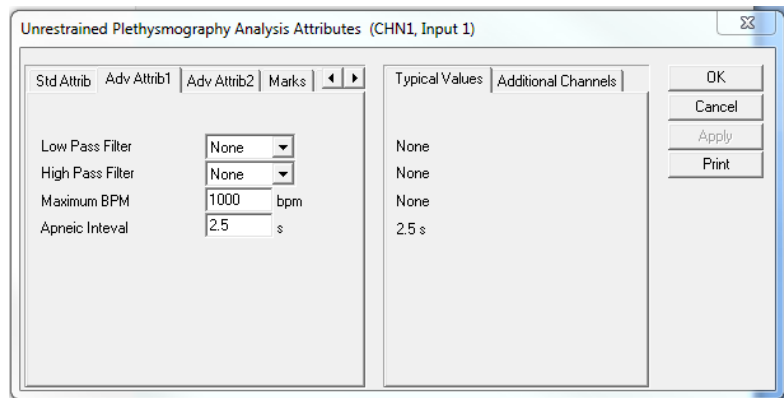 Unrestrained Plethysmography Analysis Attributes (CHN1, Input 1)
Std Attrib Adv Attrib1 Adv Attrib2 Marks
Typical Values Additional Channels
OK
Cancel
Apply
Print
Low Pass Filter None None
High Pass Filter None None
Maximum BPM 1000 bpm None
Apneic Inteval 2.5 s 2.5 s